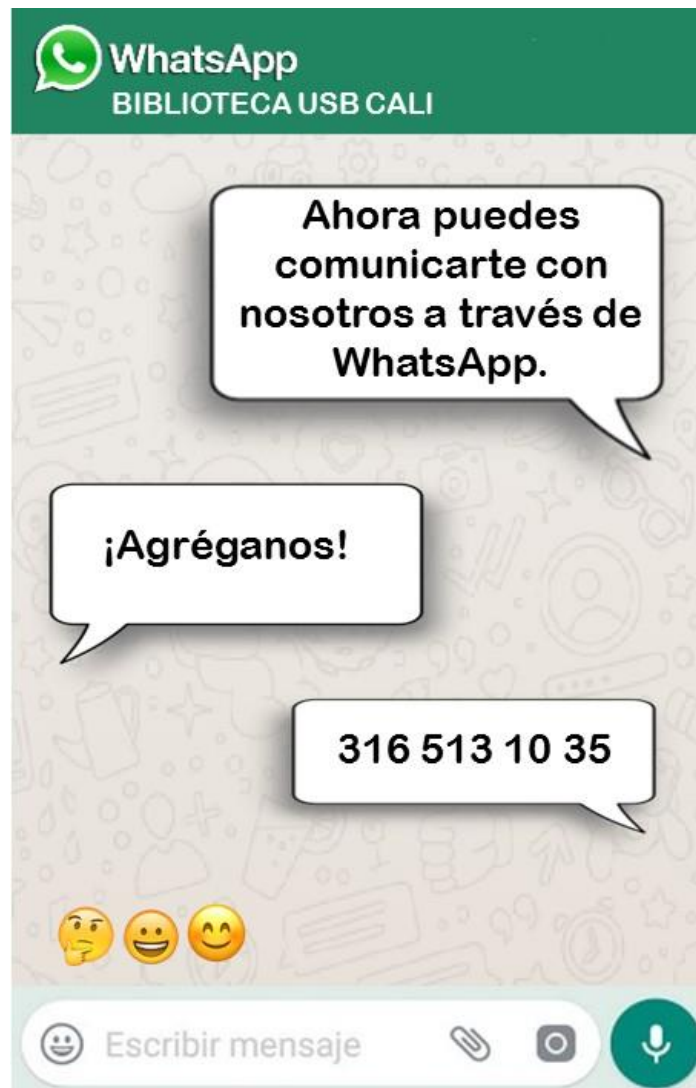 WhatsApp
BIBLIOTECA USB CALI
Ahora puedes
comunicarte con
nosotros a través de
WhatsApp.
¡Agréganos!
316 513 10 35
Escribir mensaje